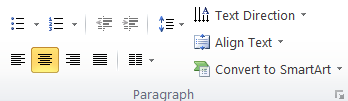 Text Direction
Align Text
Convert to SmartArt
Paragraph